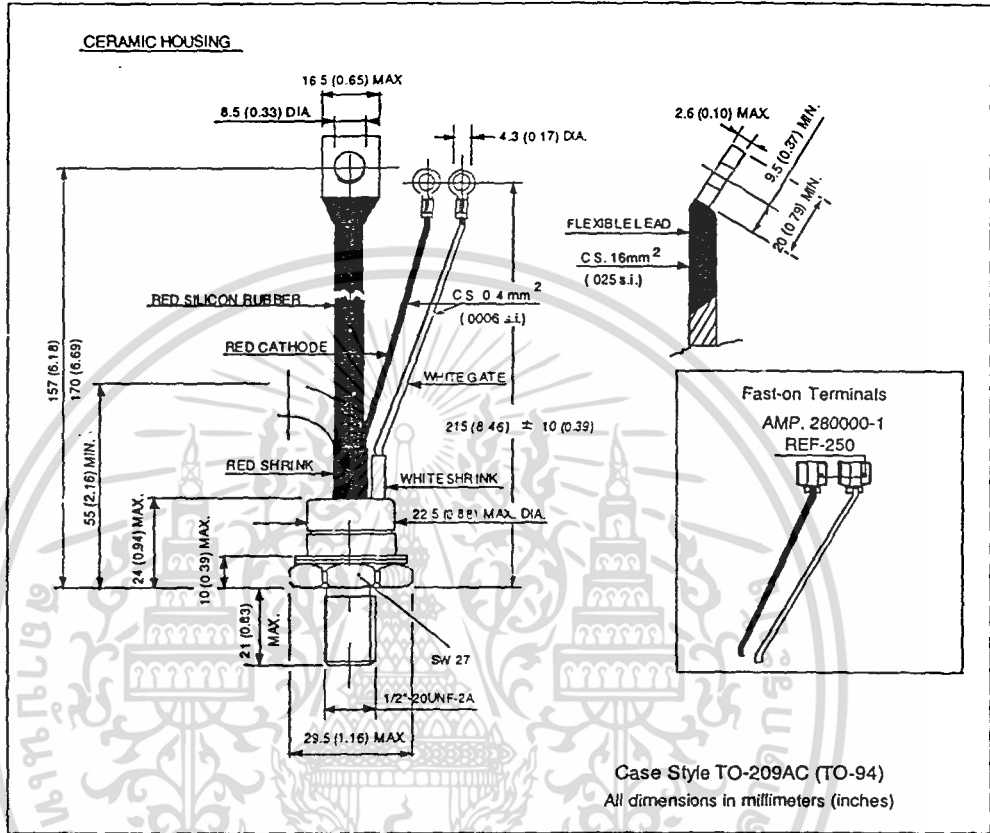 CERAMIC HOUSING
16.5 (0.65) MAX
8.5 (0.33) DIA.
4.3 (0.17) DIA.
2.6 (0.10) MAX.
9.5 (0.37) MIN.
20 (0.79) MIN.
FLEXIBLE LEAD
C.S. 16mm²
(.025 s.i.)
RED SILICON RUBBER
C.S. 0.4mm²
(.0006 s.i.)
RED CATHODE
WHITE GATE
157 (6.18)
170 (6.69)
215 (8.46) ± 10 (0.39)
55 (2.16) MIN.
RED SHRINK
WHITE SHRINK
24 (0.94) MAX.
10 (0.39) MAX.
22.5 (0.88) MAX. DIA.
21 (0.83)
MAX.
SW 27
1/2"-20UNF-2A
29.5 (1.16) MAX
Fast-on Terminals
AMP. 280000-1
REF-250
Case Style TO-209AC (TO-94)
All dimensions in millimeters (inches)